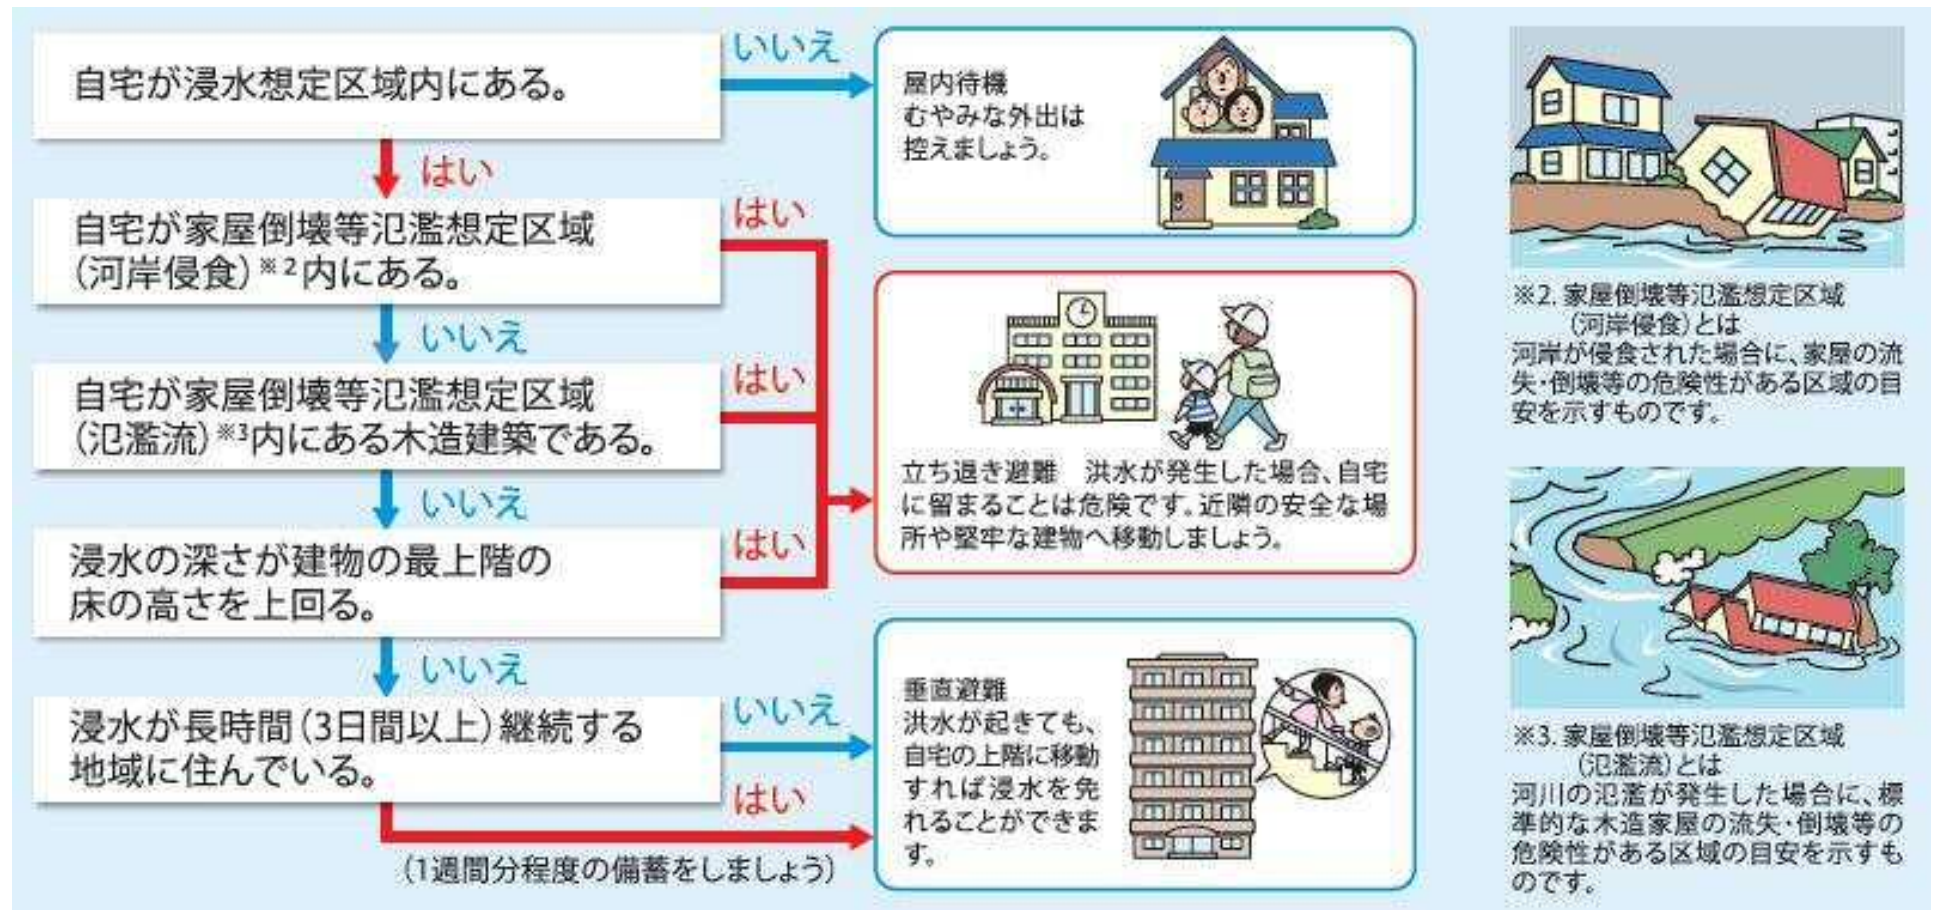 自宅が浸水想定区域内にある。
いいえ
はい
屋内待機
むやみな外出は
控えましょう。
自宅が家屋倒壊等氾濫想定区域
（河岸侵食）※2内にある。
はい
いいえ
自宅が家屋倒壊等氾濫想定区域
（氾濫流）※3内にある木造建築である。
はい
いいえ
立ち退き避難　洪水が発生した場合、自宅
に留まることは危険です。近隣の安全な場
所や堅牢な建物へ移動しましょう。
浸水の深さが建物の最上階の
床の高さを上回る。
はい
いいえ
浸水が長時間（3日間以上）継続する
地域に住んでいる。
いいえ
はい
（1週間分程度の備蓄をしましょう）
垂直避難
洪水が起きても、
自宅の上階に移動
すれば浸水を免
れることができま
す。
※2. 家屋倒壊等氾濫想定区域
（河岸侵食）とは
河岸が侵食された場合に、家屋の流
失・倒壊等の危険性がある区域の目
安を示すものです。
※3. 家屋倒壊等氾濫想定区域
（氾濫流）とは
河川の氾濫が発生した場合に、標
準的な木造家屋の流失・倒壊等の
危険性がある区域の目安を示すも
のです。